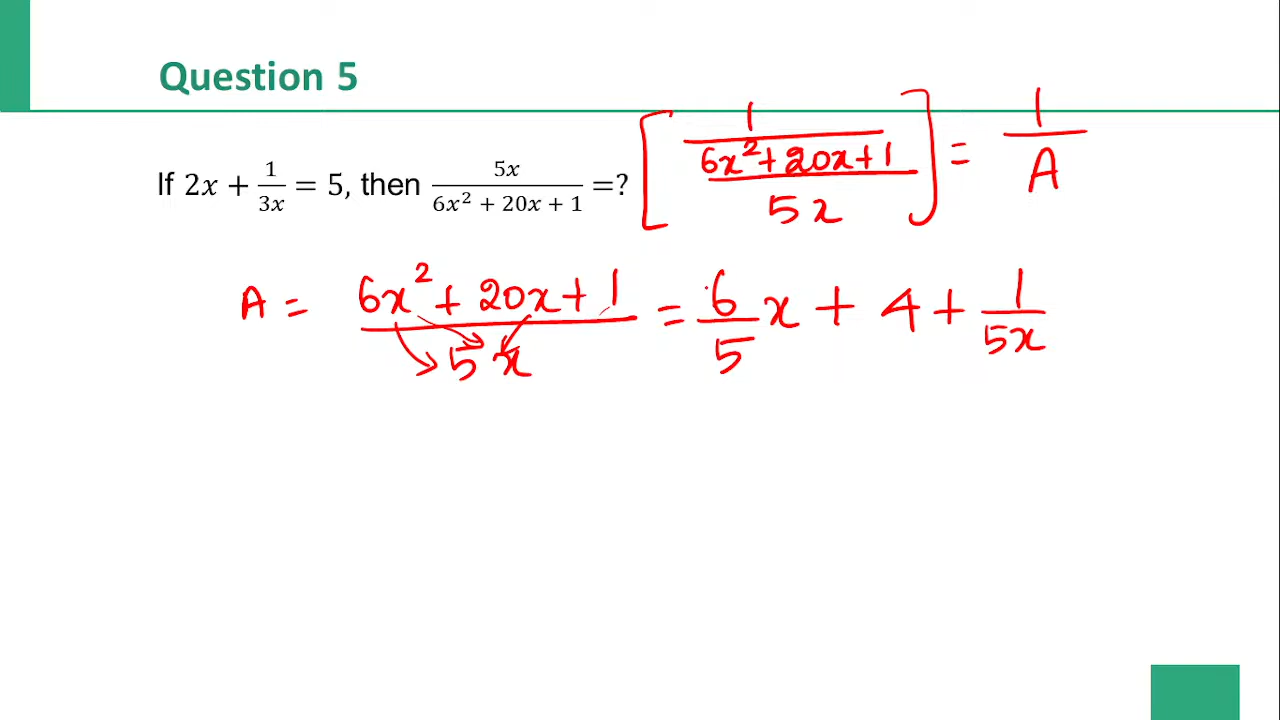 Question 5
If 2x + 1/3x = 5, then 5x/(6x² + 20x + 1) =? [1/((6x²+20x+1)/5x)] = 1/A
A = (6x² + 20x + 1)/5x = 6/5 x + 4 + 1/5x